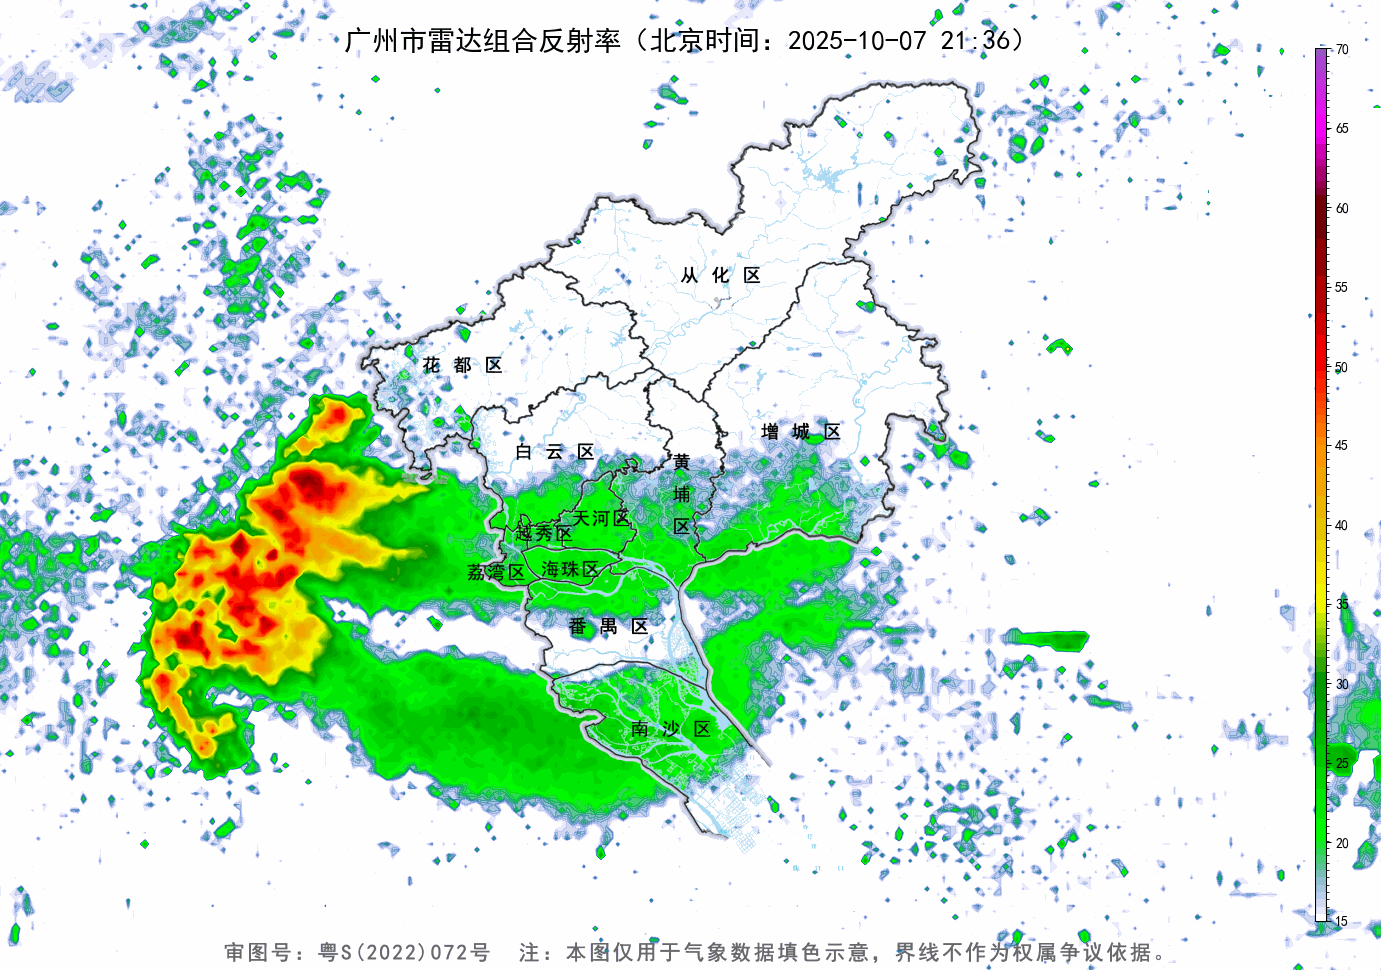 广州市雷达组合反射率（北京时间：2025-10-07 21:36）
70
65
60
55
50
45
40
35
30
25
20
15
从化区
花都区
增城区
白云区
黄埔区
天河区
越秀区
荔湾区
海珠区
番禺区
南沙区
审图号：粤S(2022)072号 注：本图仅用于气象数据填色示意，界线不作为权属争议依据。